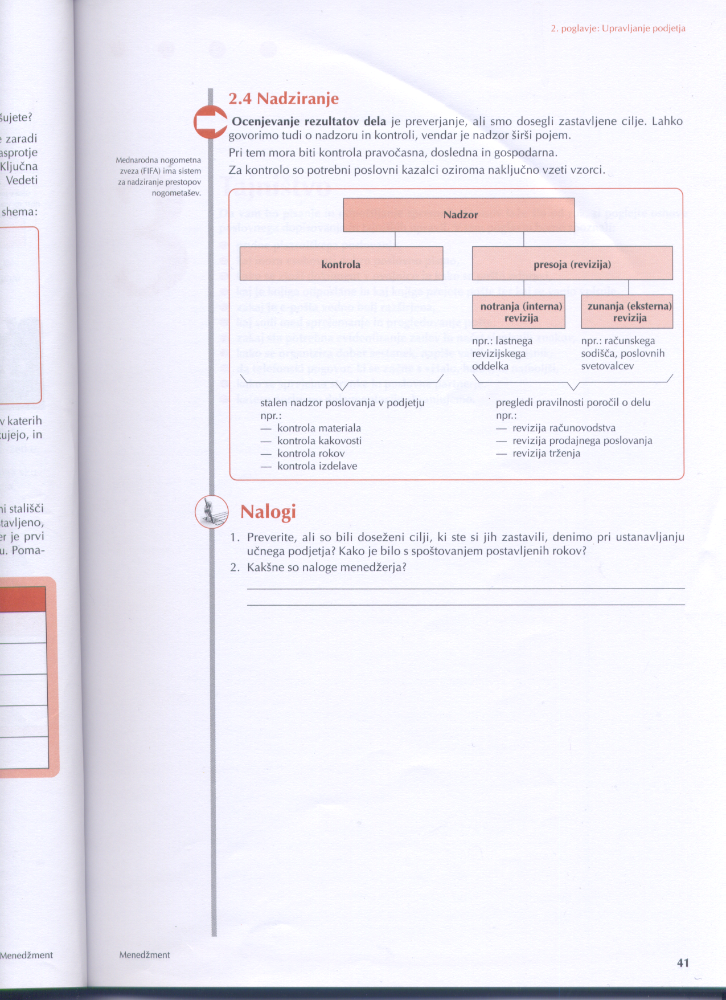 šujete?
zaradi
asprotje
Ključna
Vedeti
shema:
v katerih
kujejo, in
ni stališči
tavljeno,
er je prvi
u. Poma-
Menedžment
2. poglavje: Upravljanje podjetja
2.4 Nadziranje
Ocenjevanje rezultatov dela je preverjanje, ali smo dosegli zastavljene cilje. Lahko
govorimo tudi o nadzoru in kontroli, vendar je nadzor širši pojem.
Pri tem mora biti kontrola pravočasna, dosledna in gospodarna.
Za kontrolo so potrebni poslovni kazalci oziroma naključno vzeti vzorci.
Mednarodna nogometna
zveza (FIFA) ima sistem
za nadziranje prestopov
nogometašev.
Nadzor
kontrola
presoja (revizija)
notranja (interna)
revizija
zunanja (eksterna)
revizija
npr.: lastnega
revizijskega
oddelka
npr.: računskega
sodišča, poslovnih
svetovalcev
stalen nadzor poslovanja v podjetju
npr.:
— kontrola materiala
— kontrola kakovosti
— kontrola rokov
— kontrola izdelave
pregledi pravilnosti poročil o delu
npr.:
— revizija računovodstva
— revizija prodajnega poslovanja
— revizija trženja
Nalogi
1. Preverite, ali so bili doseženi cilji, ki ste si jih zastavili, denimo pri ustanavljanju
učnega podjetja? Kako je bilo s spoštovanjem postavljenih rokov?
2. Kakšne so naloge menedžerja?
Menedžment
41